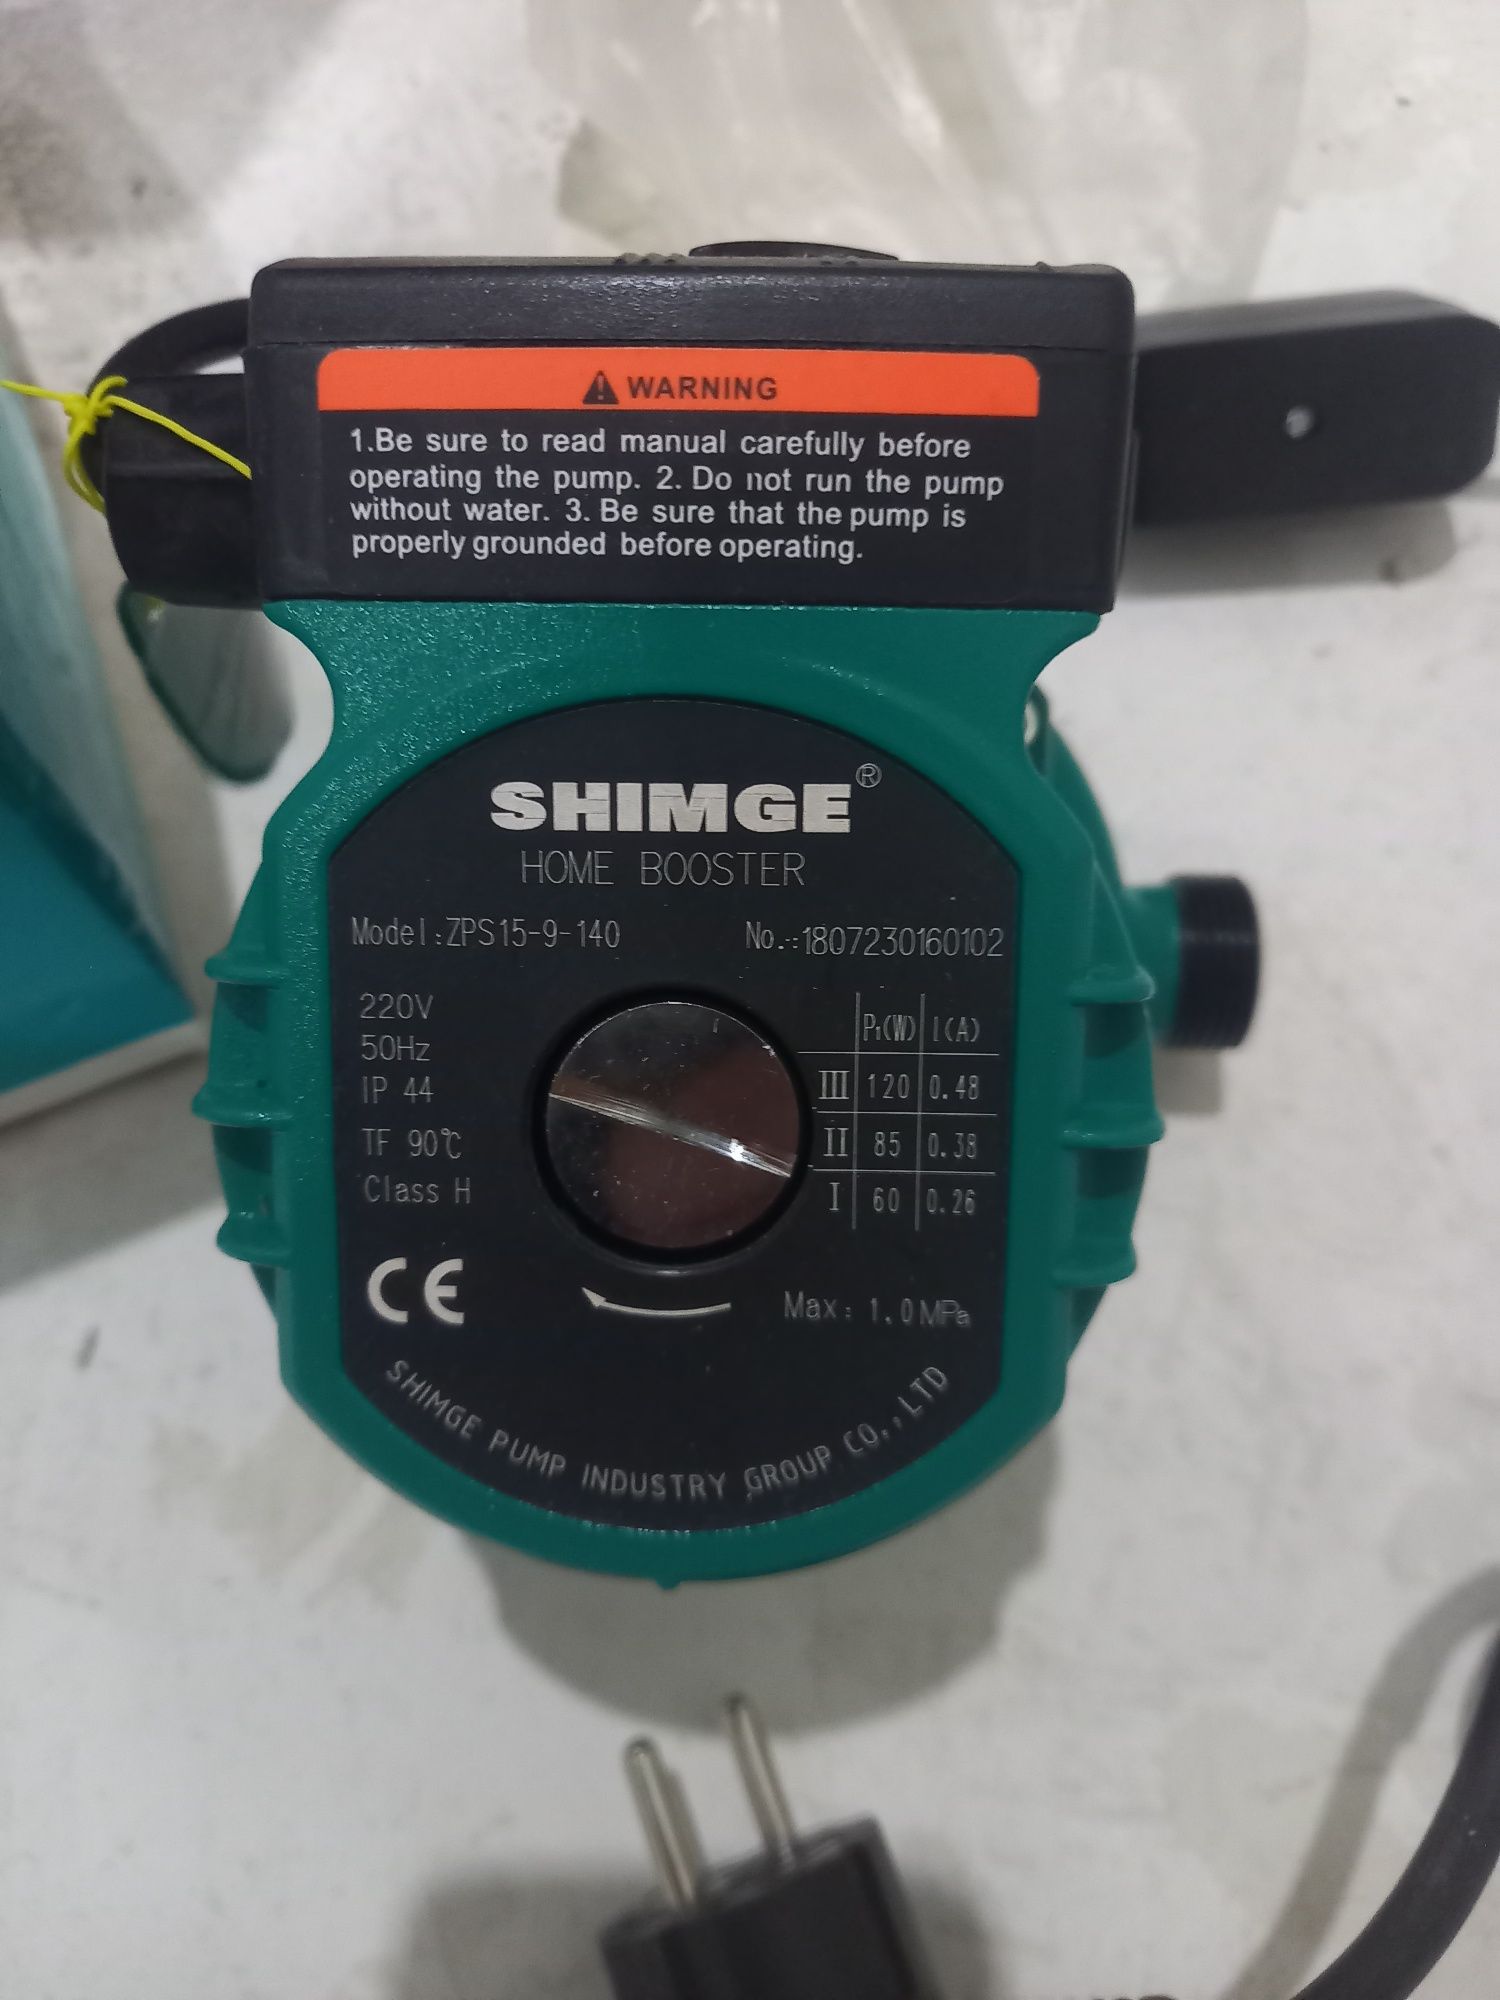 WARNING
1.Be sure to read manual carefully before
operating the pump. 2. Do not run the pump
without water. 3. Be sure that the pump is
properly grounded before operating.
SHIMGE®
HOME BOOSTER
Model:ZPS15-9-140 No.:1807230160102
220V
50Hz
IP 44
TF 90℃
Class H
P₁(W) I(A)
III 120 0.48
II 85 0.38
I 60 0.26
CE
Max: 1.0MPa
SHIMGE PUMP INDUSTRY GROUP CO.,LTD